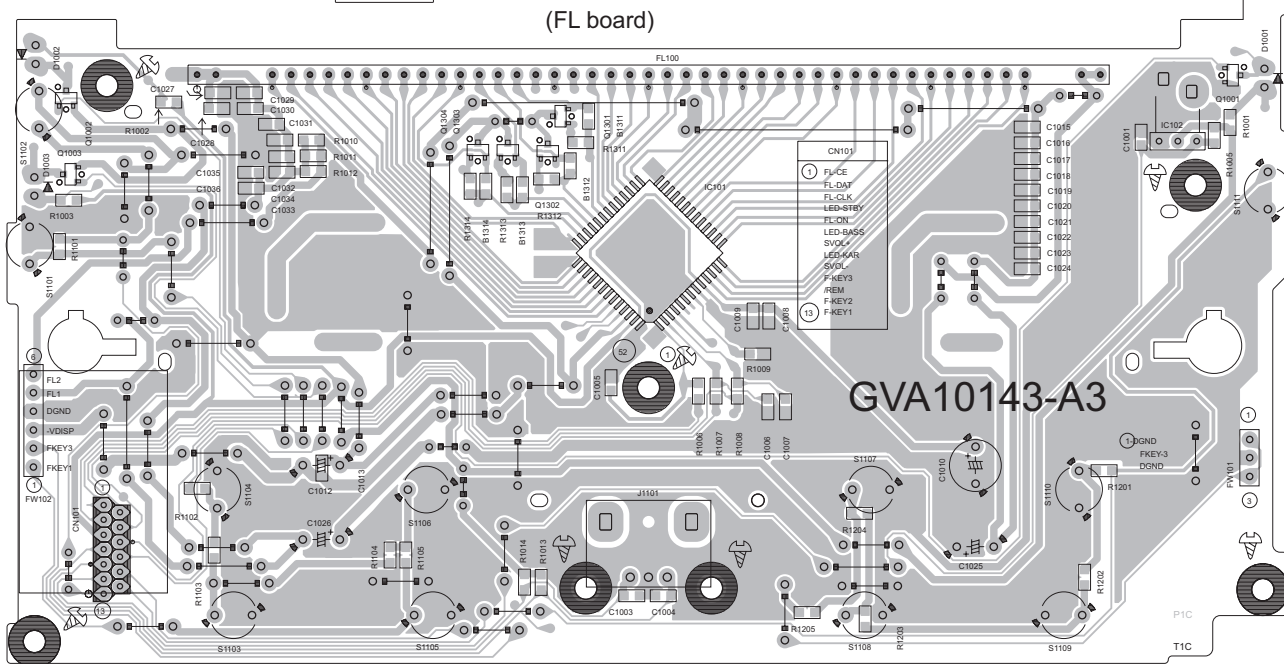 (FL board)
FL100
D1002
D1001
C1027
C1029
C1030
C1031
Q1304
Q1303
Q1301
B1311
R1311
Q1002
R1002
C1028
S1102
D1003
Q1003
R1010
R1011
R1012
C1035
C1036
C1032
C1034
C1033
R1003
R1101
S1101
R1314
B1314
R1313
B1313
Q1302
R1312
B1312
IC101
CN101
1 FL-CE
FL-DAT
FL-CLK
LED-STBY
FL-ON
LED-BASS
SVOL+
LED-KAR
SVOL-
F-KEY3
/REM
F-KEY2
13 F-KEY1
C1015
C1016
C1017
C1018
C1019
C1020
C1021
C1022
C1023
C1024
C1001
IC102
Q1001
R1001
R1005
S1111
C1009
C1008
52
1
C1005
R1009
GVA10143-A3
6
FL2
FL1
DGND
-VDISP
FKEY3
FKEY1
1
FW102
CN101
1
13
R1006
R1007
R1008
C1006
C1007
C1012
C1013
R1102
S1104
C1026
S1106
R1104
R1105
R1103
S1103
S1105
R1014
R1013
J1101
C1003
C1004
S1107
R1204
C1010
C1025
R1205
S1108
R1203
S1110
S1109
R1201
R1202
1-DGND
FKEY-3
DGND
1
FW101
3
P1C
T1C